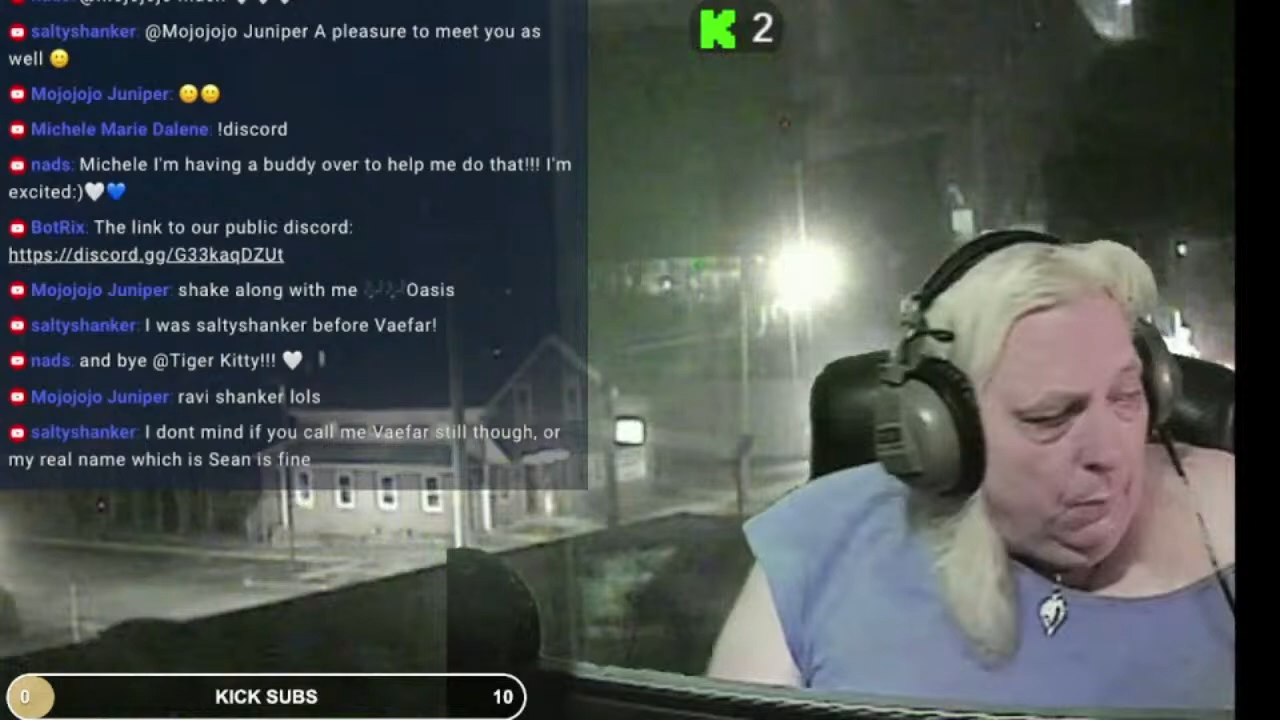 saltyshanker: @Mojojojo Juniper A pleasure to meet you as
well 🙂
Mojojojo Juniper: 🙂🙂
Michele Marie Dalene: !discord
nads: Michele I'm having a buddy over to help me do that!!! I'm
excited:)🤍💙
BotRix: The link to our public discord:
https://discord.gg/G33kaqDZUt
Mojojojo Juniper: shake along with me 🎶🎶Oasis
saltyshanker: I was saltyshanker before Vaefar!
nads: and bye @Tiger Kitty!!! 🤍
Mojojojo Juniper: ravi shanker lols
saltyshanker: I dont mind if you call me Vaefar still though, or
my real name which is Sean is fine
K 2
0 KICK SUBS 10